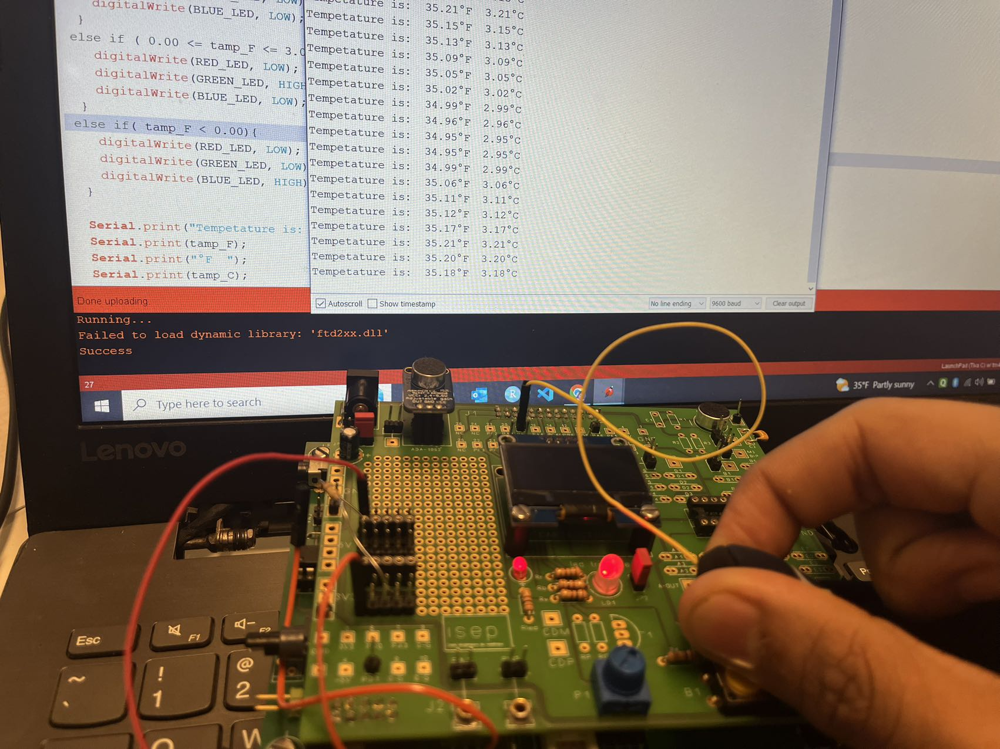 digitalWrite(BLUE_LED, LOW);
}
else if ( 0.00 <= tamp_F <= 3.0
digitalWrite(RED_LED, LOW);
digitalWrite(GREEN_LED, HIGH
digitalWrite(BLUE_LED, LOW);
}
else if( tamp_F < 0.00){
digitalWrite(RED_LED, LOW);
digitalWrite(GREEN_LED, LOW)
digitalWrite(BLUE_LED, HIGH)
}
Serial.print("Tempetature is:
Serial.print(tamp_F);
Serial.print("°F ");
Serial.print(tamp_C);
Tempetature is: 35.21°F 3.21°C
Tempetature is: 35.15°F 3.15°C
Tempetature is: 35.13°F 3.13°C
Tempetature is: 35.09°F 3.09°C
Tempetature is: 35.05°F 3.05°C
Tempetature is: 35.02°F 3.02°C
Tempetature is: 34.99°F 2.99°C
Tempetature is: 34.96°F 2.96°C
Tempetature is: 34.95°F 2.95°C
Tempetature is: 34.95°F 2.95°C
Tempetature is: 34.99°F 2.99°C
Tempetature is: 35.06°F 3.06°C
Tempetature is: 35.11°F 3.11°C
Tempetature is: 35.12°F 3.12°C
Tempetature is: 35.17°F 3.17°C
Tempetature is: 35.21°F 3.21°C
Tempetature is: 35.20°F 3.20°C
Tempetature is: 35.18°F 3.18°C
Autoscroll Show timestamp No line ending 9600 baud Clear output
Done uploading.
Running...
Failed to load dynamic library: 'ftd2xx.dll'
Success
27
Type here to search
35°F Partly sunny
Lenovo
J1
ADA-1063
isep
CDM
CDP
P1
B1
J2
LD1
A-OUT
Esc
F1
F2
~
`
!
1
@
2
W